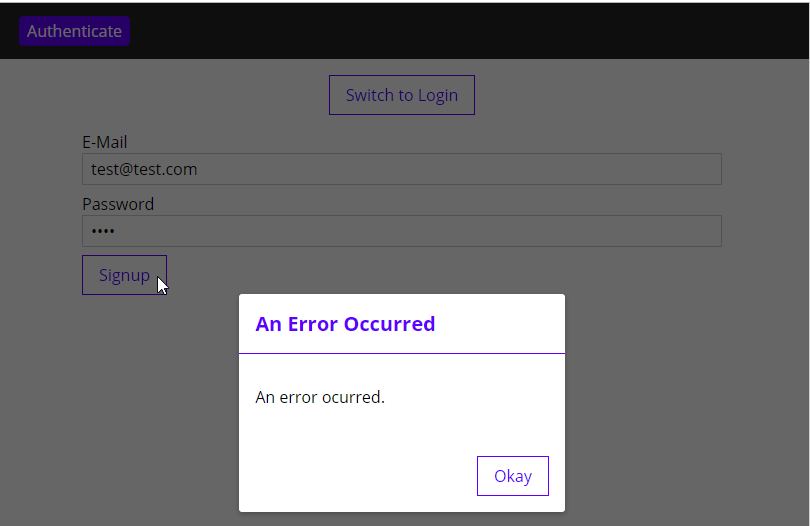 Authenticate
Switch to Login
E-Mail
test@test.com
Password
••••
Signup
An Error Occurred
An error ocurred.
Okay